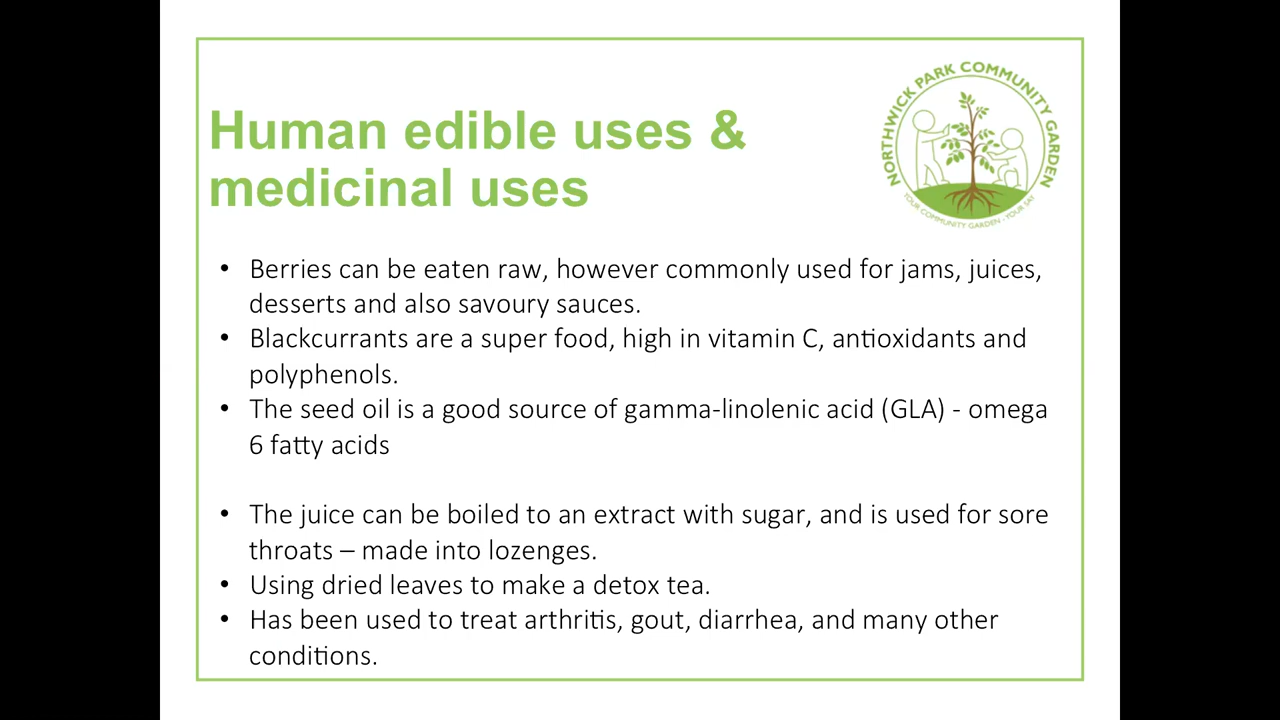 NORTHWICK PARK COMMUNITY GARDEN
YOUR COMMUNITY GARDEN - YOUR SAY
Human edible uses &
medicinal uses
• Berries can be eaten raw, however commonly used for jams, juices,
desserts and also savoury sauces.
• Blackcurrants are a super food, high in vitamin C, antioxidants and
polyphenols.
• The seed oil is a good source of gamma-linolenic acid (GLA) - omega
6 fatty acids
• The juice can be boiled to an extract with sugar, and is used for sore
throats – made into lozenges.
• Using dried leaves to make a detox tea.
• Has been used to treat arthritis, gout, diarrhea, and many other
conditions.